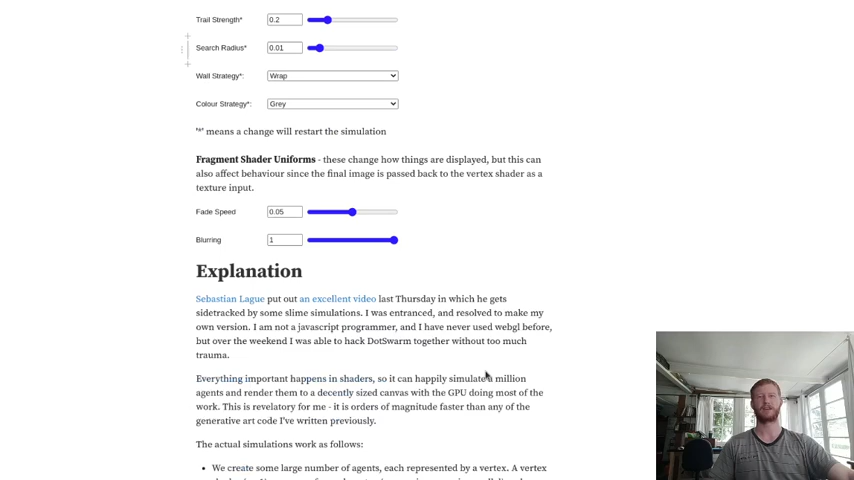 Trail Strength* 0.2
Search Radius* 0.01
Wall Strategy*: Wrap
Colour Strategy*: Grey
'*' means a change will restart the simulation
Fragment Shader Uniforms - these change how things are displayed, but this can
also affect behaviour since the final image is passed back to the vertex shader as a
texture input.
Fade Speed 0.05
Blurring 1
Explanation
Sebastian Lague put out an excellent video last Thursday in which he gets
sidetracked by some slime simulations. I was entranced, and resolved to make my
own version. I am not a javascript programmer, and I have never used webgl before,
but over the weekend I was able to hack DotSwarm together without too much
trauma.
Everything important happens in shaders, so it can happily simulate a million
agents and render them to a decently sized canvas with the GPU doing most of the
work. This is revelatory for me - it is orders of magnitude faster than any of the
generative art code I've written previously.
The actual simulations work as follows:
• We create some large number of agents, each represented by a vertex. A vertex